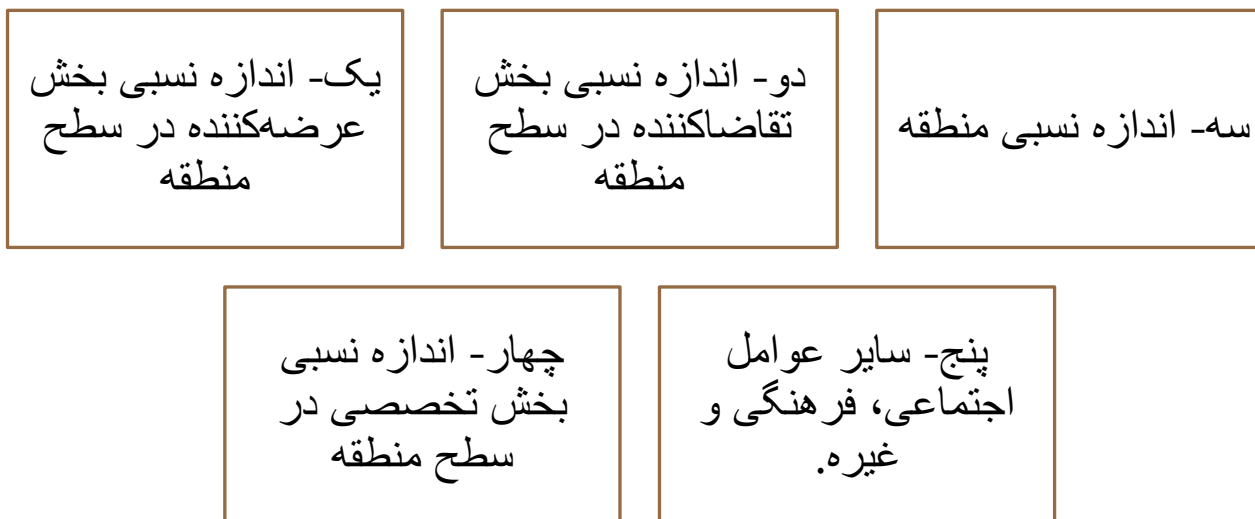 یک- اندازه نسبی بخش
عرضه‌کننده در سطح
منطقه
دو- اندازه نسبی بخش
تقاضاکننده در سطح
منطقه
سه- اندازه نسبی منطقه
چهار- اندازه نسبی
بخش تخصصی در
سطح منطقه
پنج- سایر عوامل
اجتماعی، فرهنگی و
غیره.